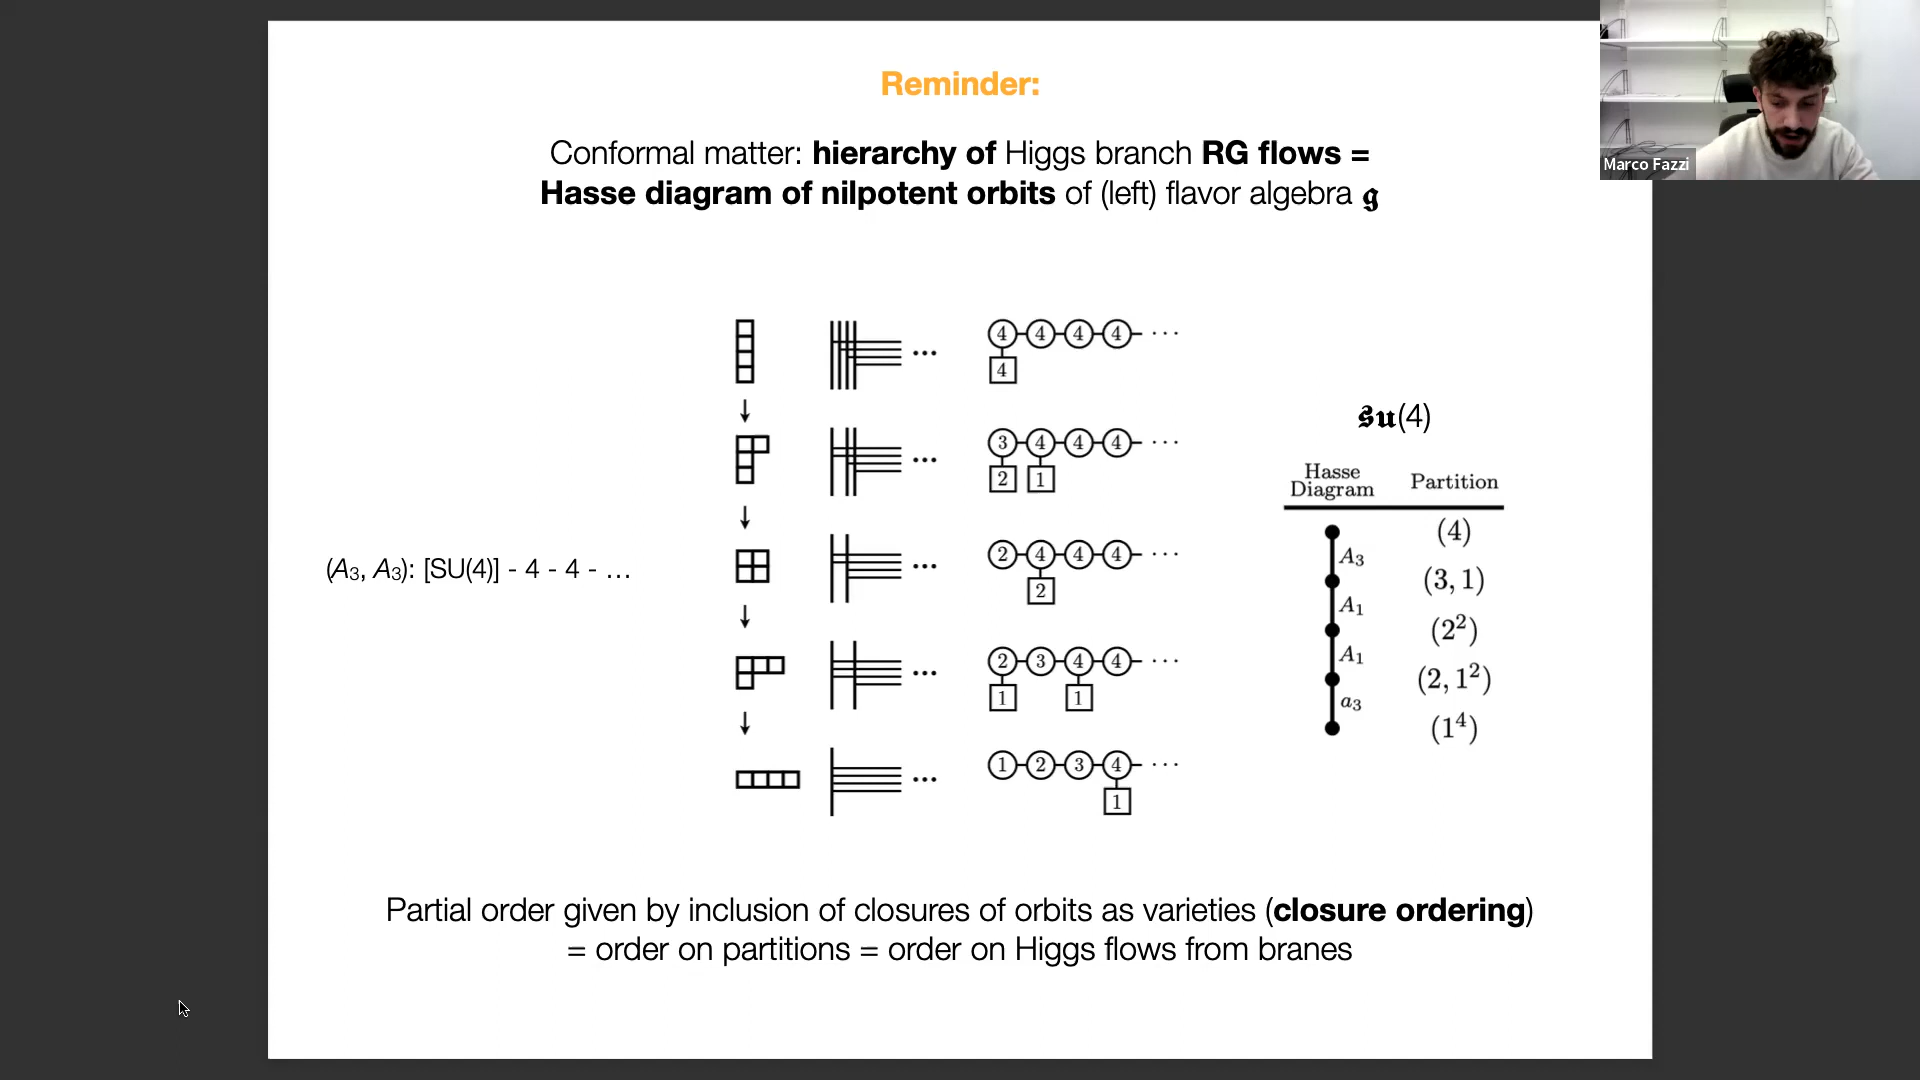 Reminder:
Marco Fazzi
Conformal matter: hierarchy of Higgs branch RG flows =
Hasse diagram of nilpotent orbits of (left) flavor algebra 𝖌
... 4 4 4 4 ···
4
𝖘𝖚(4)
... 3 4 4 4 ···
2 1
Hasse Diagram Partition
(A₃, A₃): [SU(4)] - 4 - 4 - …
... 2 4 4 4 ···
2
(4)
A₃
(3, 1)
A₁
(2²)
A₁
(2, 1²)
a₃
(1⁴)
... 2 3 4 4 ···
1 1
... 1 2 3 4 ···
1
Partial order given by inclusion of closures of orbits as varieties (closure ordering)
= order on partitions = order on Higgs flows from branes